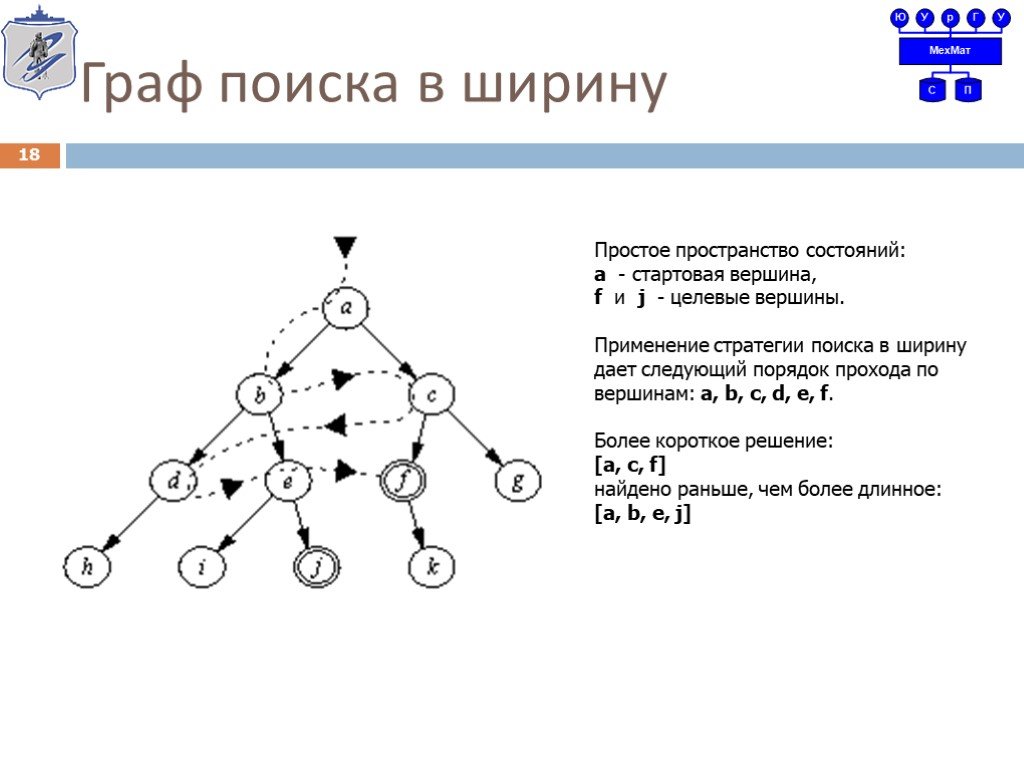 Ю У р Г У
МехМат
С П
Граф поиска в ширину
18
Простое пространство состояний:
a - стартовая вершина,
f и j - целевые вершины.
Применение стратегии поиска в ширину
дает следующий порядок прохода по
вершинам: a, b, c, d, e, f.
Более короткое решение:
[a, c, f]
найдено раньше, чем более длинное:
[a, b, e, j]
a
b c
d e f g
h i j k